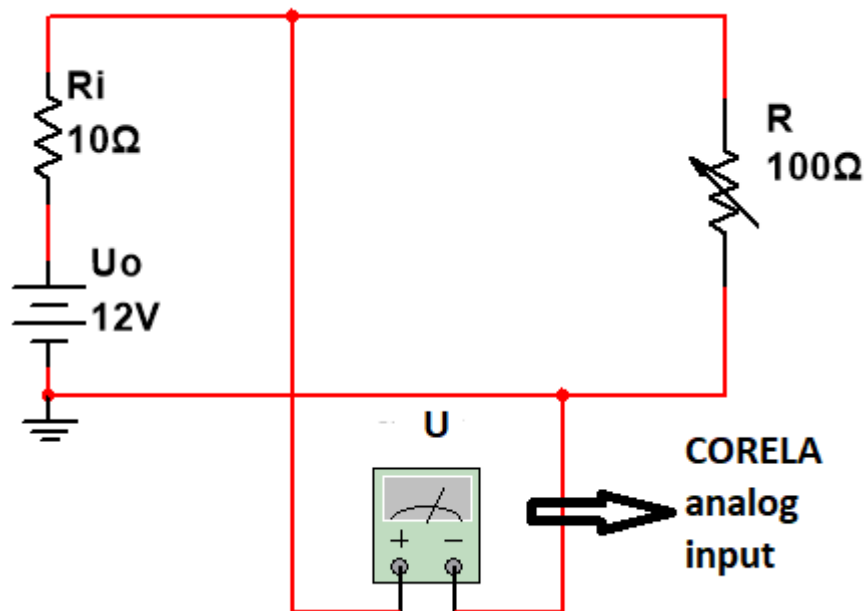 Ri
10Ω
R
100Ω
Uo
12V
U
+ −
CORELA
analog
input